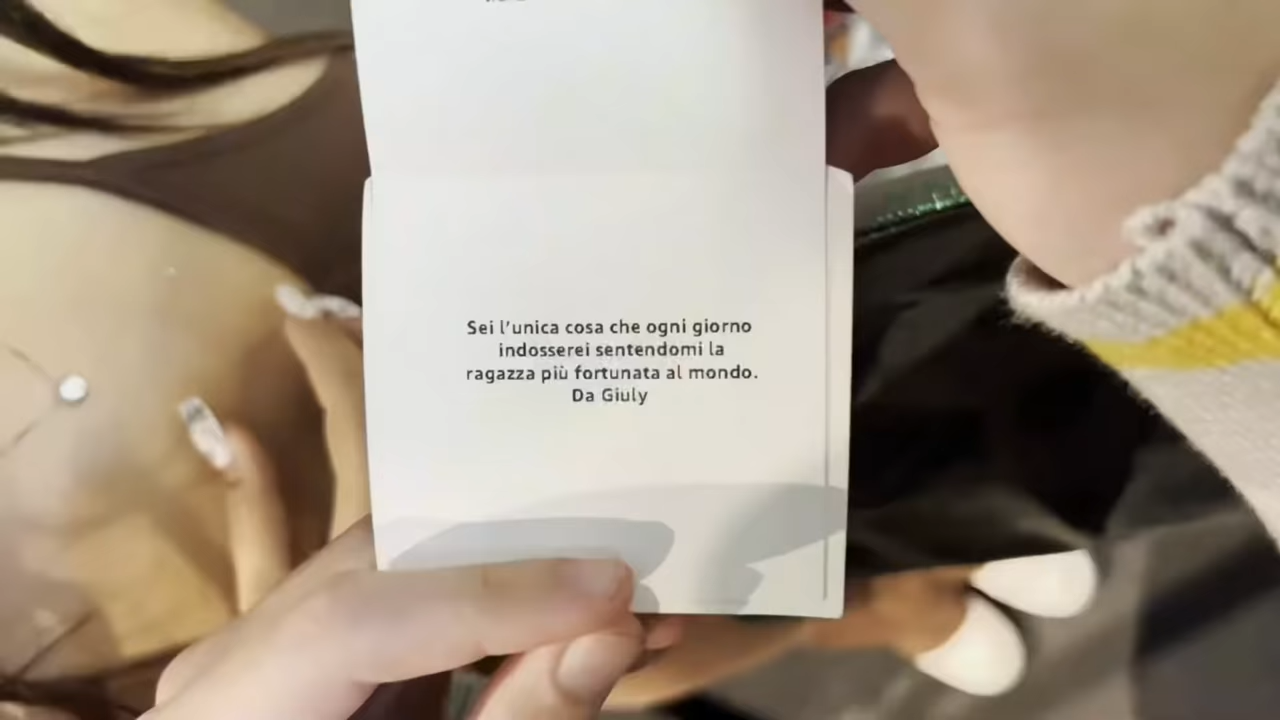 Sei l'unica cosa che ogni giorno
indosserei sentendomi la
ragazza più fortunata al mondo.
Da Giuly